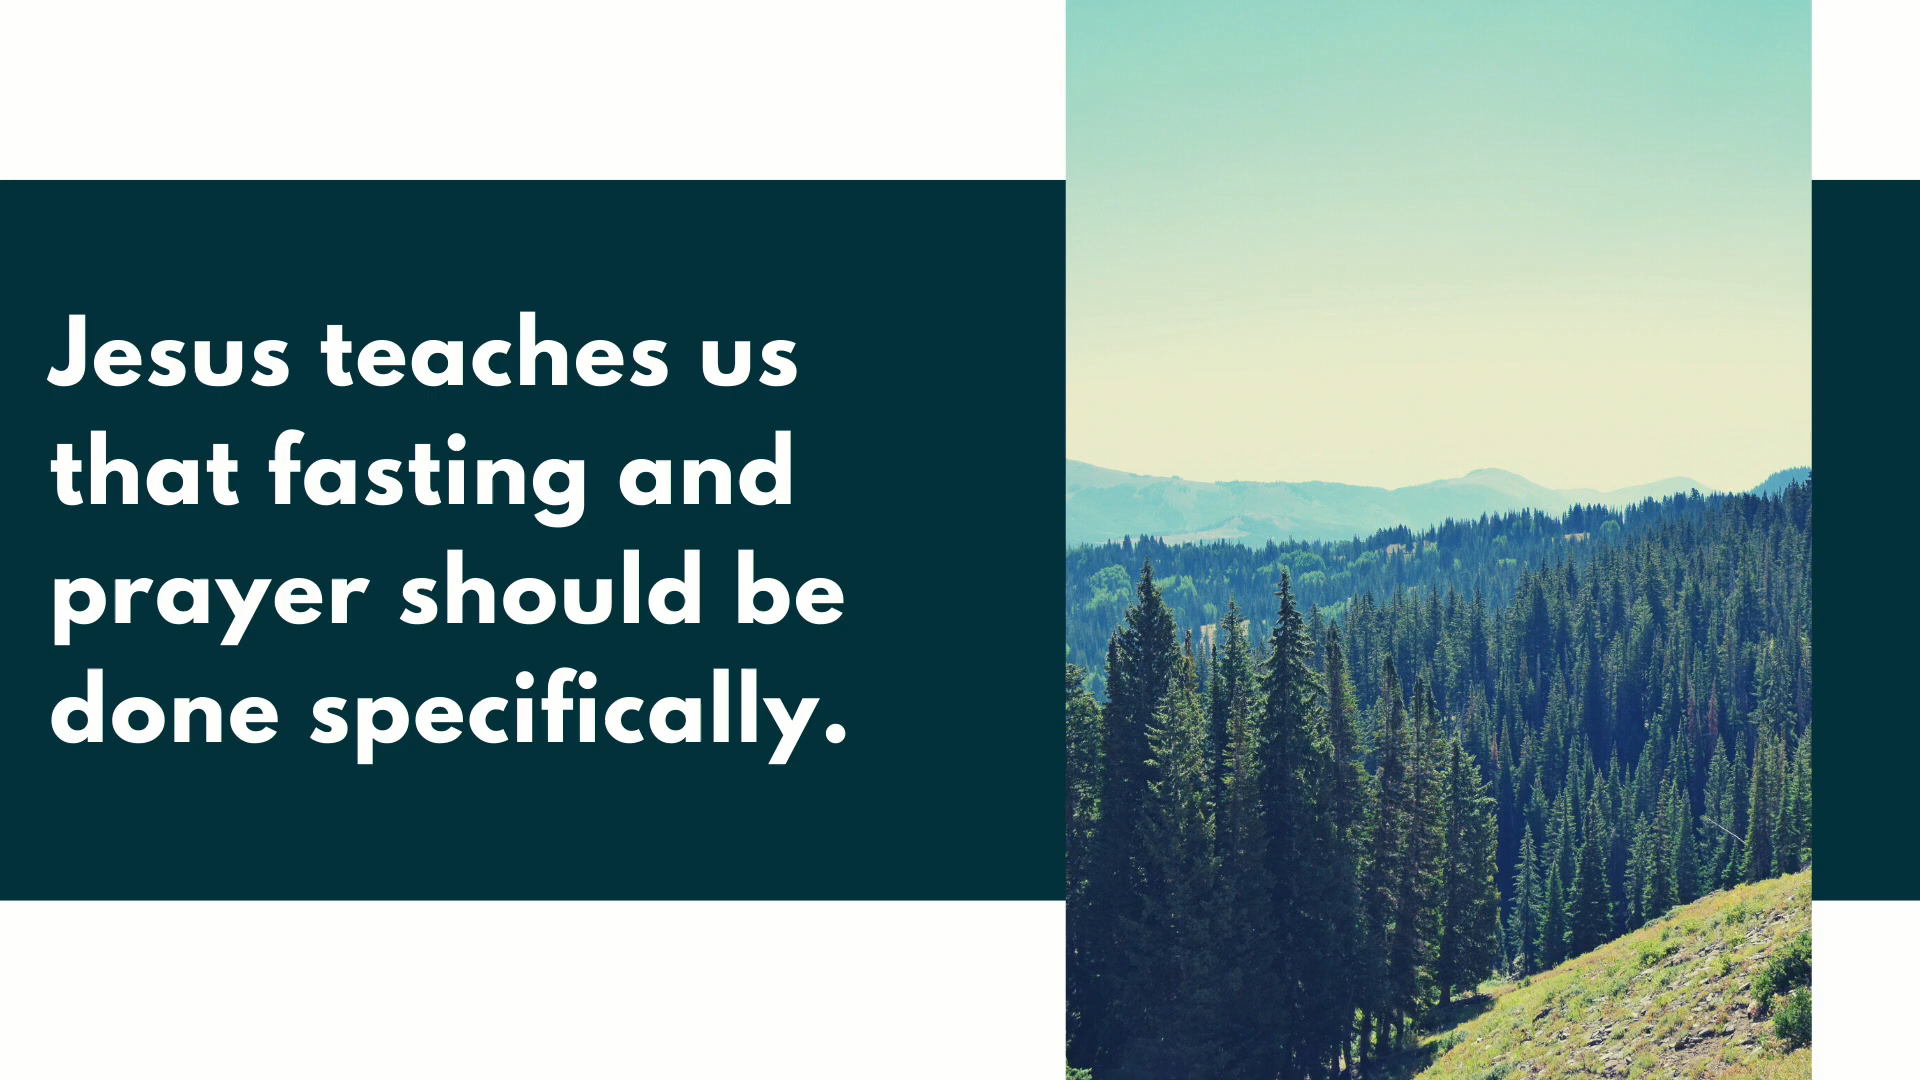 Jesus teaches us
that fasting and
prayer should be
done specifically.